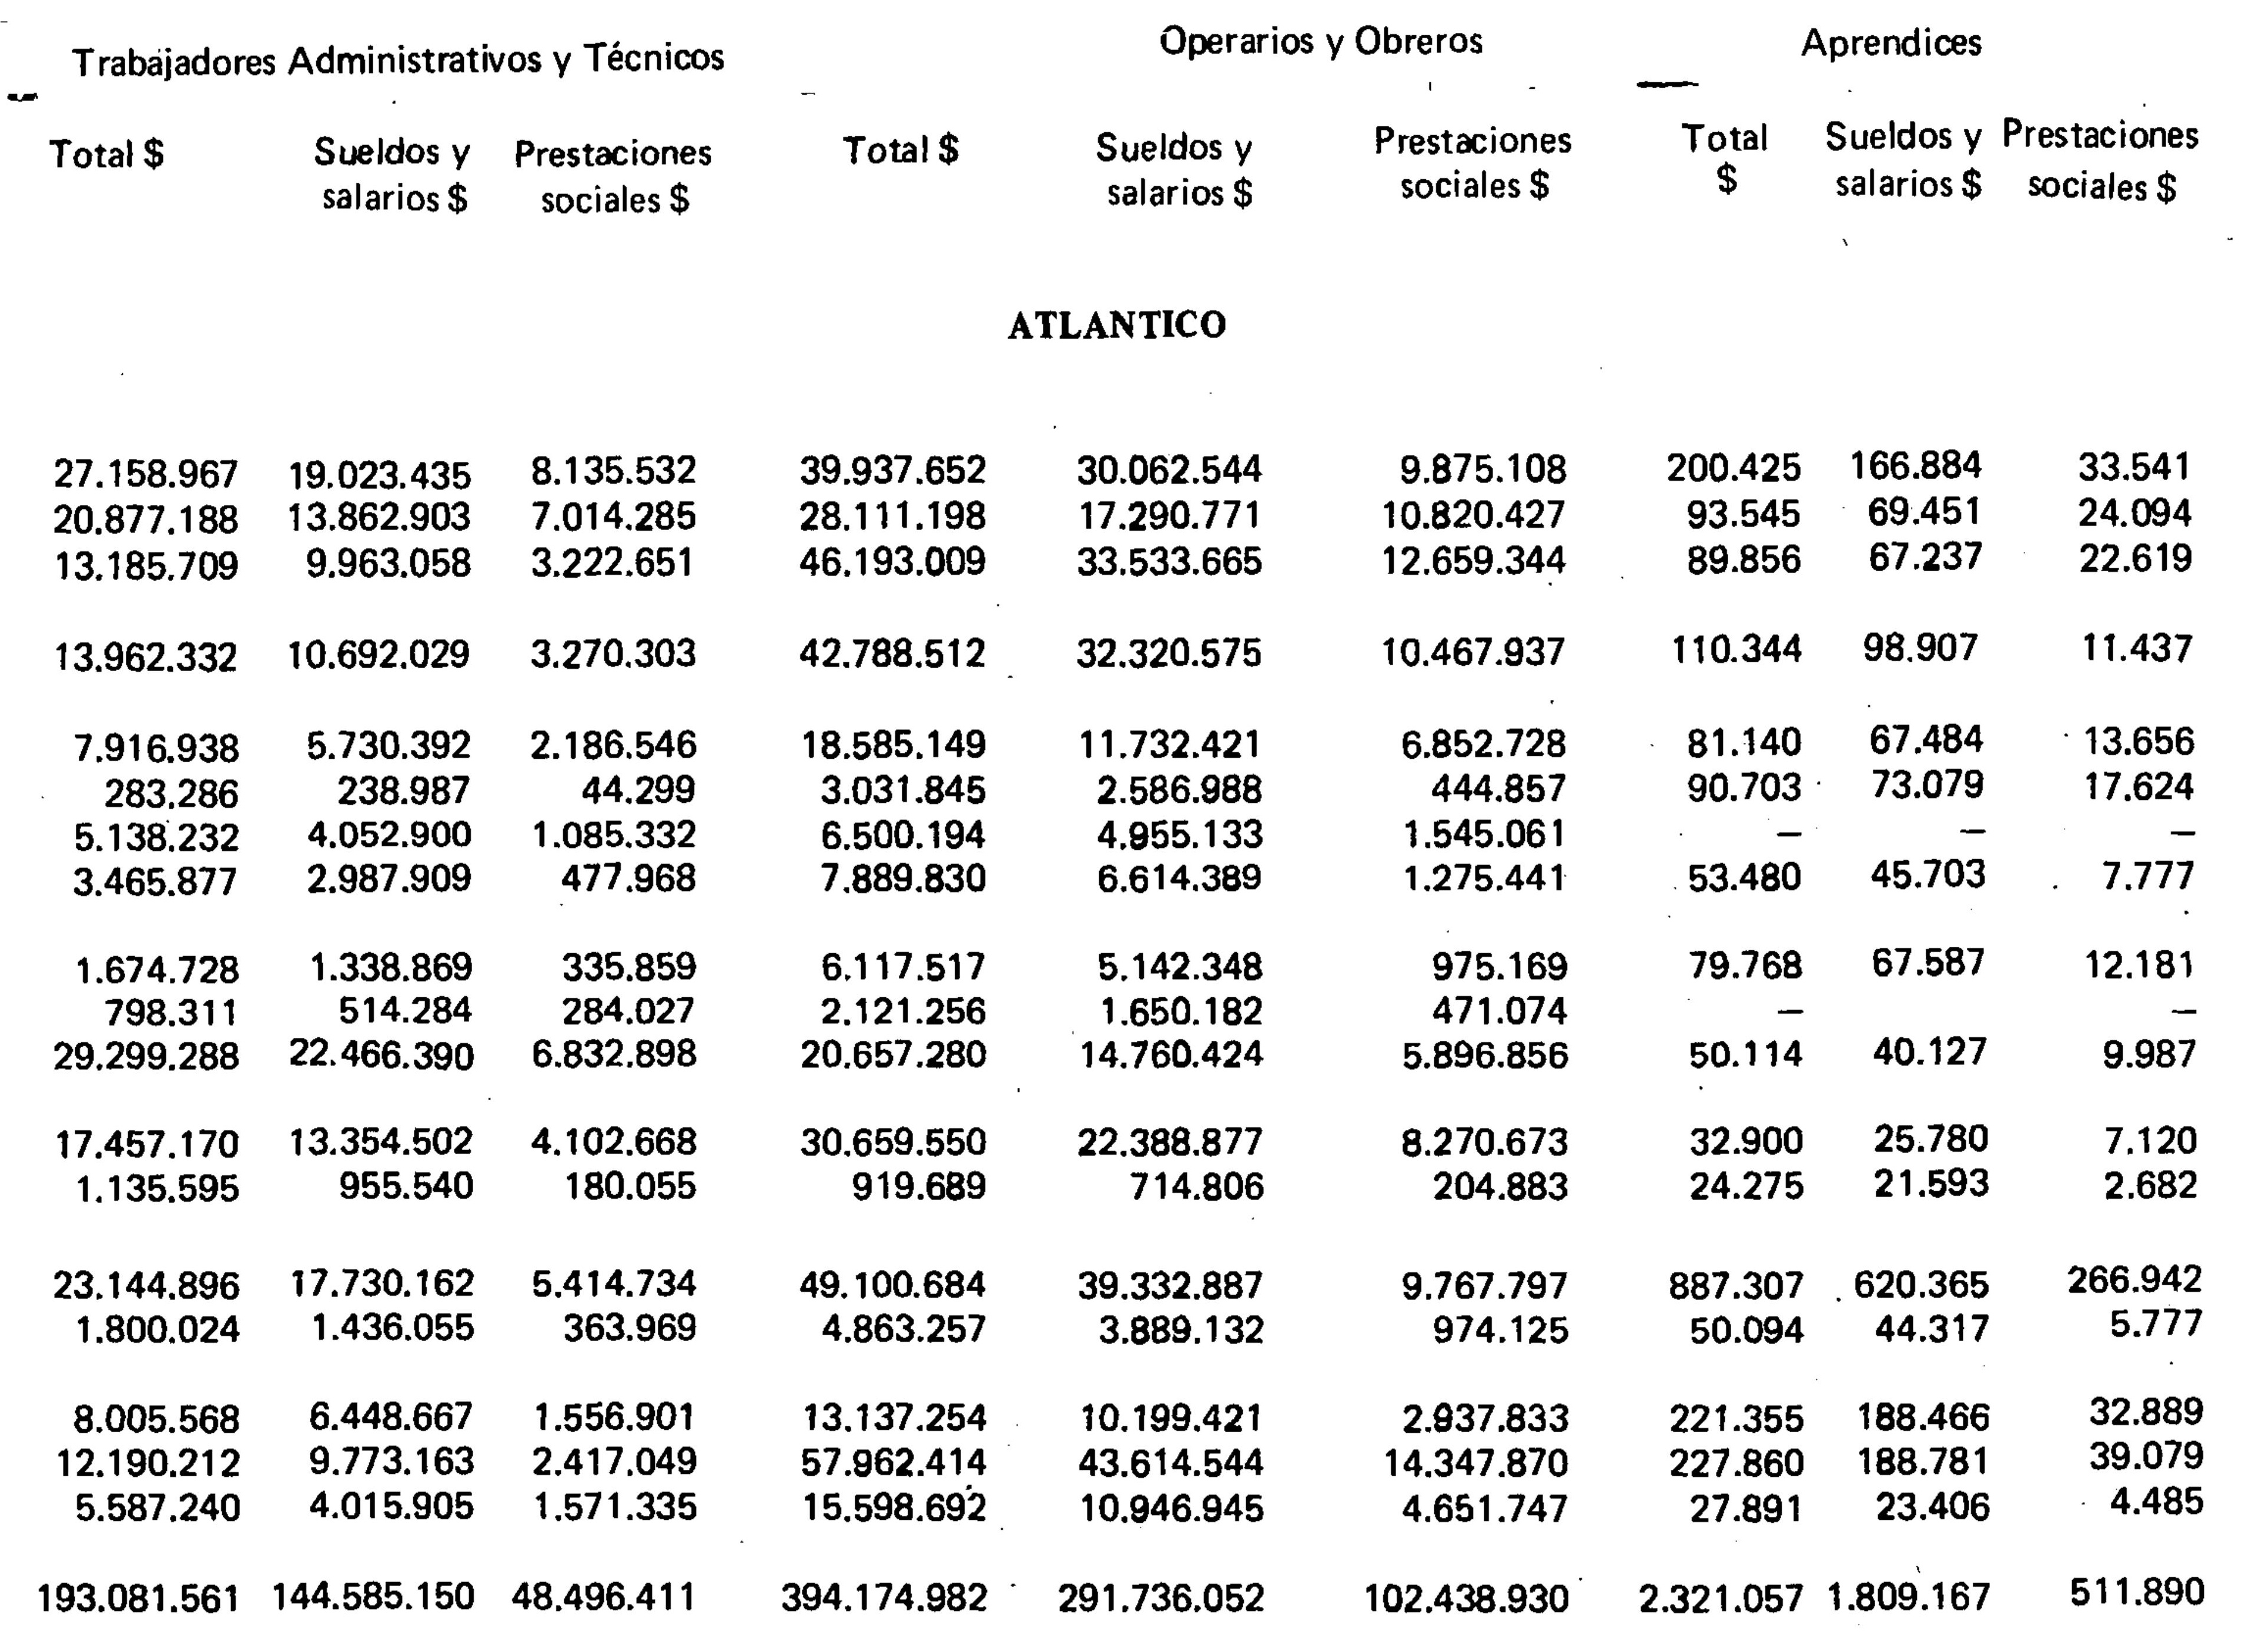 Trabajadores Administrativos y Técnicos Operarios y Obreros Aprendices
Total $ Sueldos y Prestaciones Total $ Sueldos y Prestaciones Total Sueldos y Prestaciones
salarios $ sociales $ salarios $ sociales $ $ salarios $ sociales $
ATLANTICO
27.158.967 19.023.435 8.135.532 39.937.652 30.062.544 9.875.108 200.425 166.884 33.541
20.877.188 13.862.903 7.014.285 28.111.198 17.290.771 10.820.427 93.545 69.451 24.094
13.185.709 9.963.058 3.222.651 46.193.009 33.533.665 12.659.344 89.856 67.237 22.619
13.962.332 10.692.029 3.270.303 42.788.512 32.320.575 10.467.937 110.344 98.907 11.437
7.916.938 5.730.392 2.186.546 18.585.149 11.732.421 6.852.728 81.140 67.484 13.656
283.286 238.987 44.299 3.031.845 2.586.988 444.857 90.703 73.079 17.624
5.138.232 4.052.900 1.085.332 6.500.194 4.955.133 1.545.061 — — —
3.465.877 2.987.909 477.968 7.889.830 6.614.389 1.275.441 53.480 45.703 7.777
1.674.728 1.338.869 335.859 6.117.517 5.142.348 975.169 79.768 67.587 12.181
798.311 514.284 284.027 2.121.256 1.650.182 471.074 — —
29.299.288 22.466.390 6.832.898 20.657.280 14.760.424 5.896.856 50.114 40.127 9.987
17.457.170 13.354.502 4.102.668 30.659.550 22.388.877 8.270.673 32.900 25.780 7.120
1.135.595 955.540 180.055 919.689 714.806 204.883 24.275 21.593 2.682
23.144.896 17.730.162 5.414.734 49.100.684 39.332.887 9.767.797 887.307 620.365 266.942
1.800.024 1.436.055 363.969 4.863.257 3.889.132 974.125 50.094 44.317 5.777
8.005.568 6.448.667 1.556.901 13.137.254 10.199.421 2.937.833 221.355 188.466 32.889
12.190.212 9.773.163 2.417.049 57.962.414 43.614.544 14.347.870 227.860 188.781 39.079
5.587.240 4.015.905 1.571.335 15.598.692 10.946.945 4.651.747 27.891 23.406 4.485
193.081.561 144.585.150 48.496.411 394.174.982 291.736.052 102.438.930 2.321.057 1.809.167 511.890